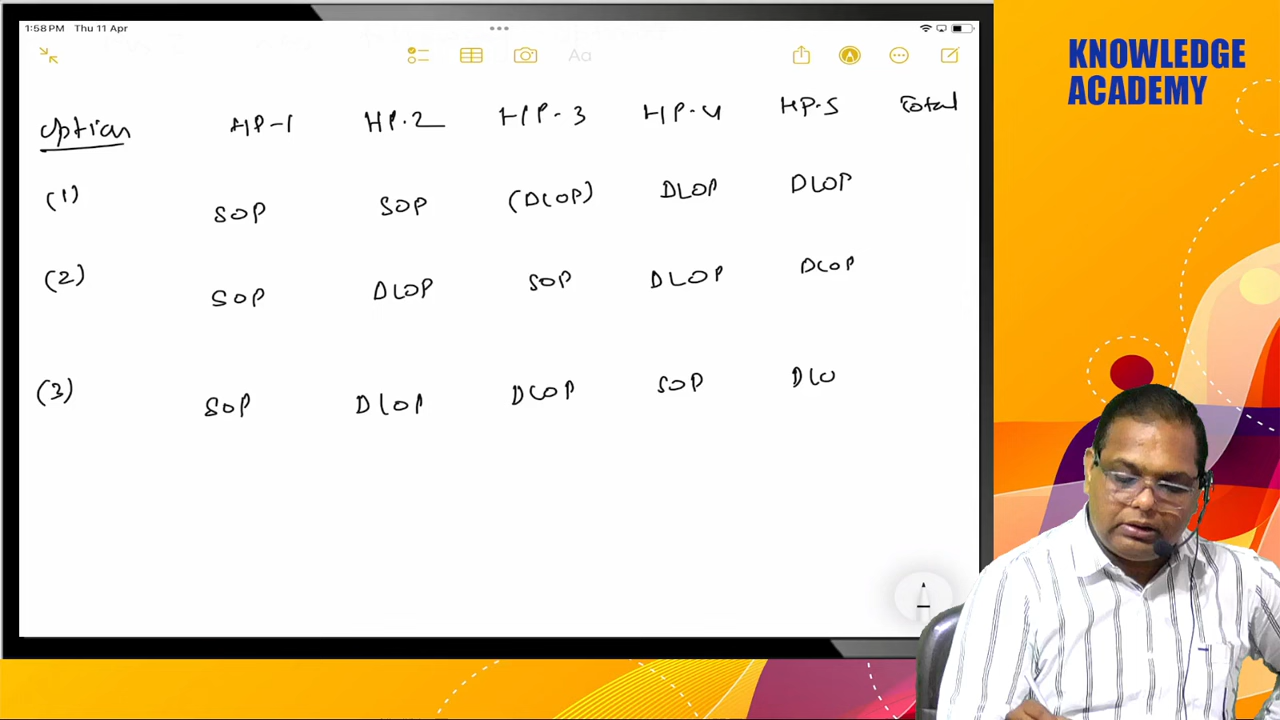 1:58 PM Thu 11 Apr
Aa
KNOWLEDGE
ACADEMY
Option HP-1 HP-2 HP-3 HP-4 HP-5 Total
(1) SOP SOP (DLOP) DLOP DLOP
(2) SOP DLOP SOP DLOP DLOP
(3) SOP DLOP DLOP SOP DLO